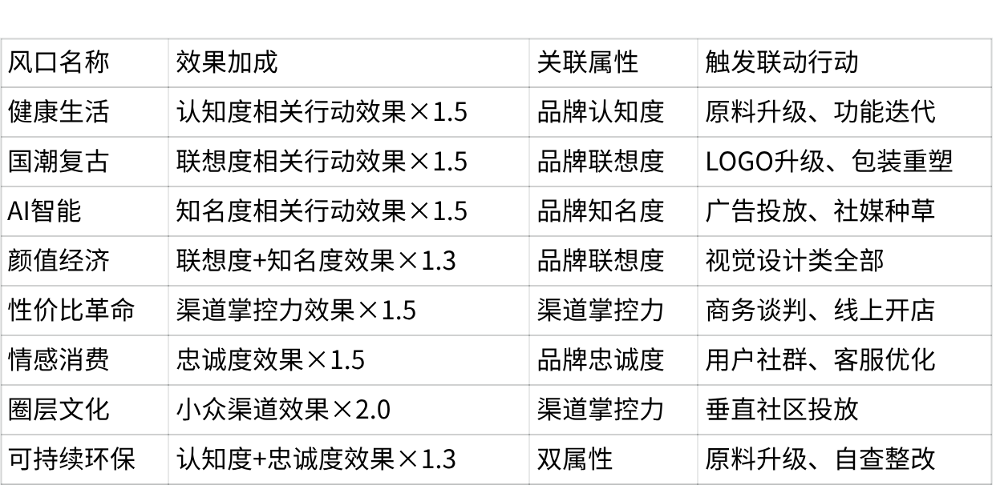 风口名称 效果加成 关联属性 触发联动行动
健康生活 认知度相关行动效果×1.5 品牌认知度 原料升级、功能迭代
国潮复古 联想度相关行动效果×1.5 品牌联想度 LOGO升级、包装重塑
AI智能 知名度相关行动效果×1.5 品牌知名度 广告投放、社媒种草
颜值经济 联想度+知名度效果×1.3 品牌联想度 视觉设计类全部
性价比革命 渠道掌控力效果×1.5 渠道掌控力 商务谈判、线上开店
情感消费 忠诚度效果×1.5 品牌忠诚度 用户社群、客服优化
圈层文化 小众渠道效果×2.0 渠道掌控力 垂直社区投放
可持续环保 认知度+忠诚度效果×1.3 双属性 原料升级、自查整改